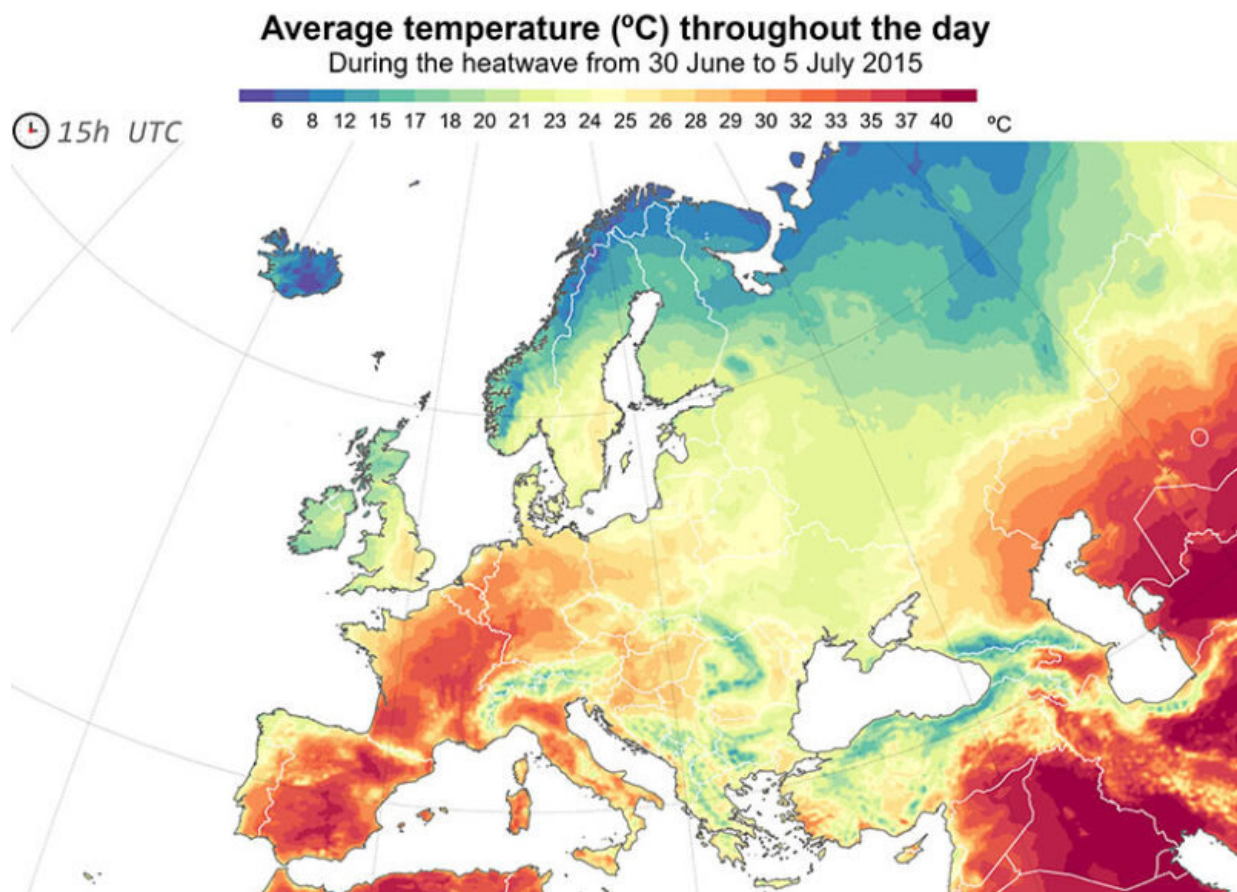 Average temperature (ºC) throughout the day
During the heatwave from 30 June to 5 July 2015
6 8 12 15 17 18 20 21 23 24 25 26 28 29 30 32 33 35 37 40 ºC
15h UTC